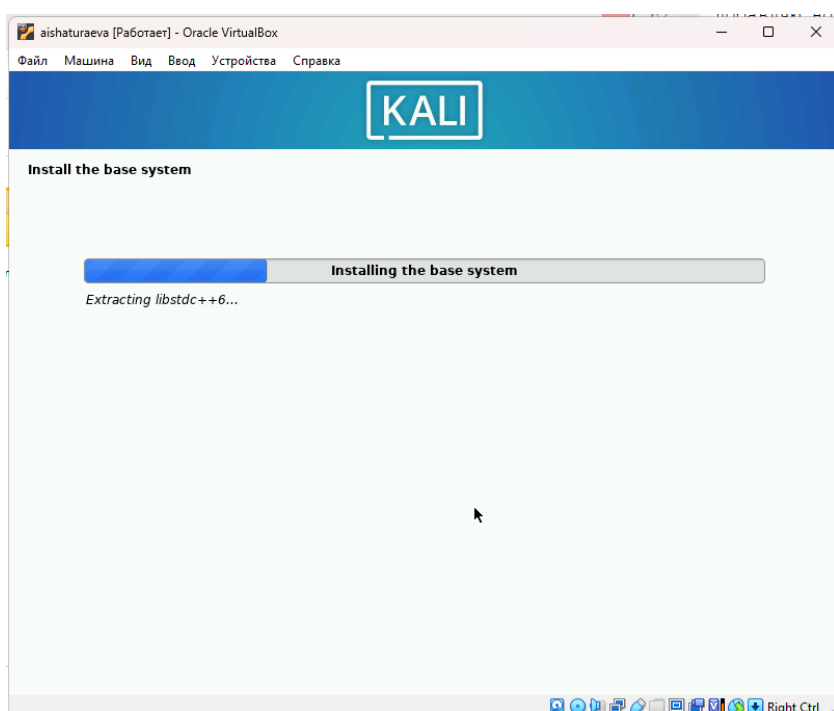 aishaturaeva [Работает] - Oracle VirtualBox
Файл Машина Вид Ввод Устройства Справка
KALI
Install the base system
Installing the base system
Extracting libstdc++6...
Right Ctrl